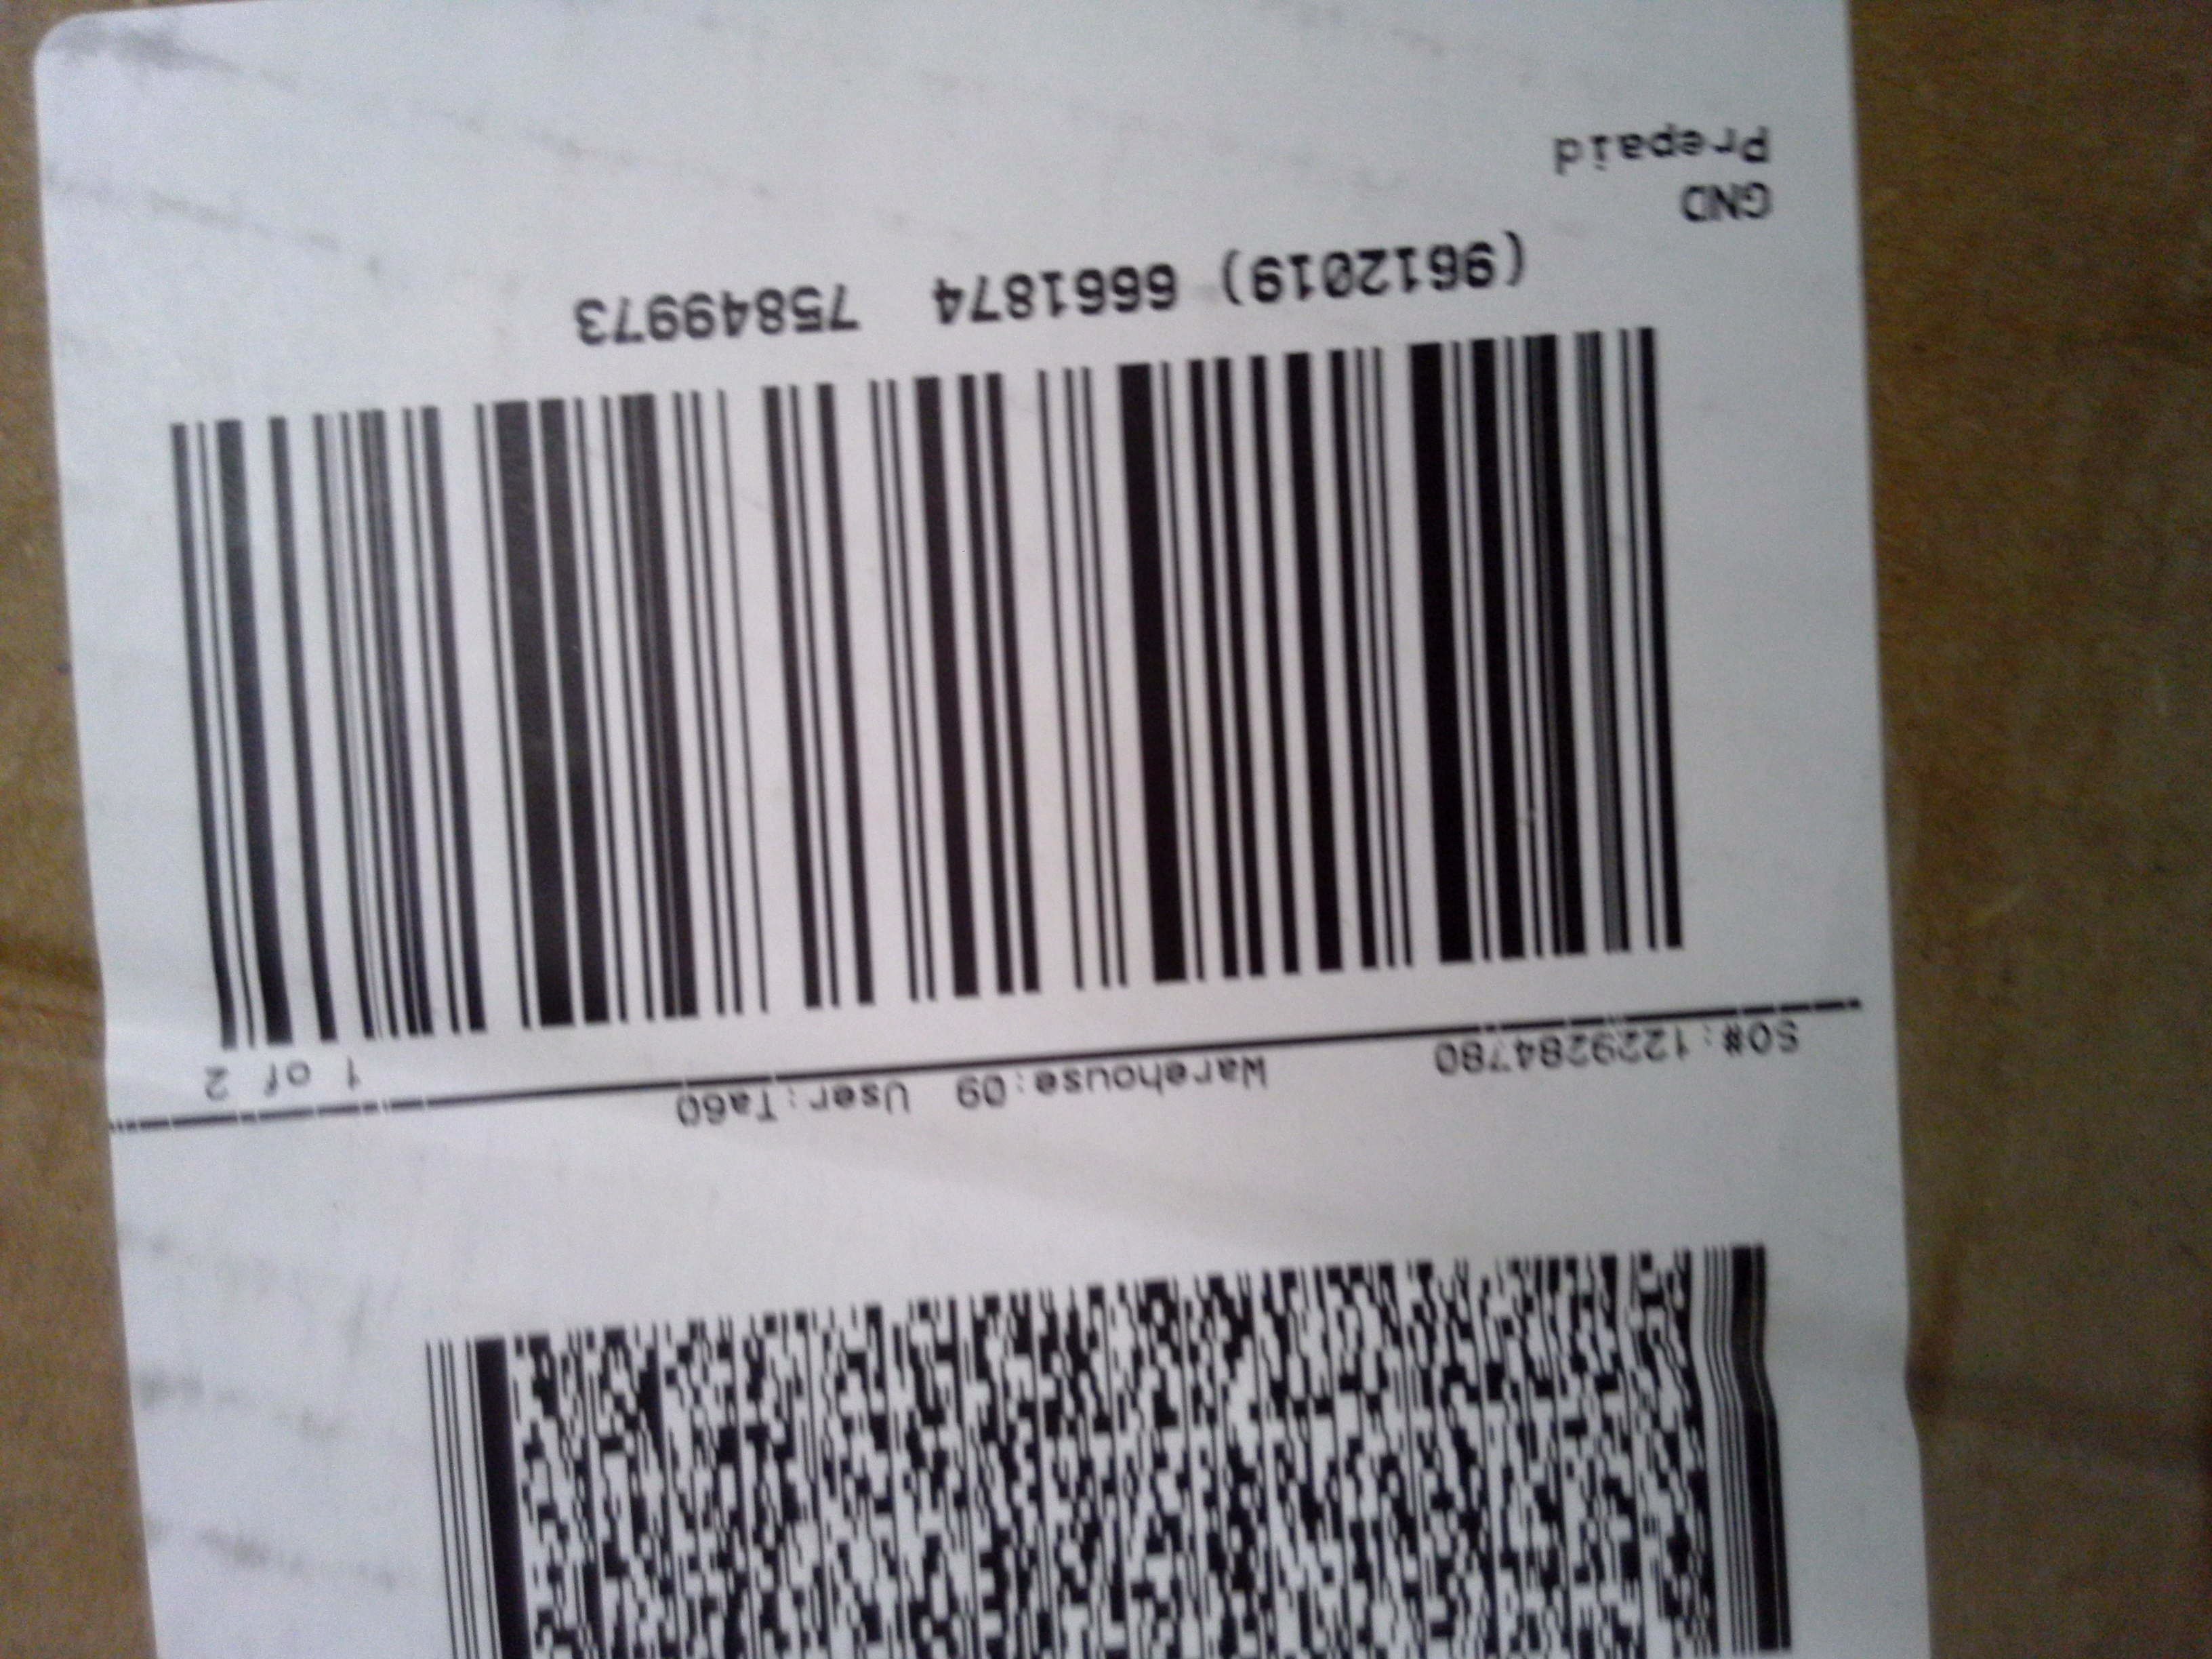 SO#:1229284780 Warehouse:09 User:Ta60 1 of 2
(9612019) 6661874 75849973
GND
Prepaid